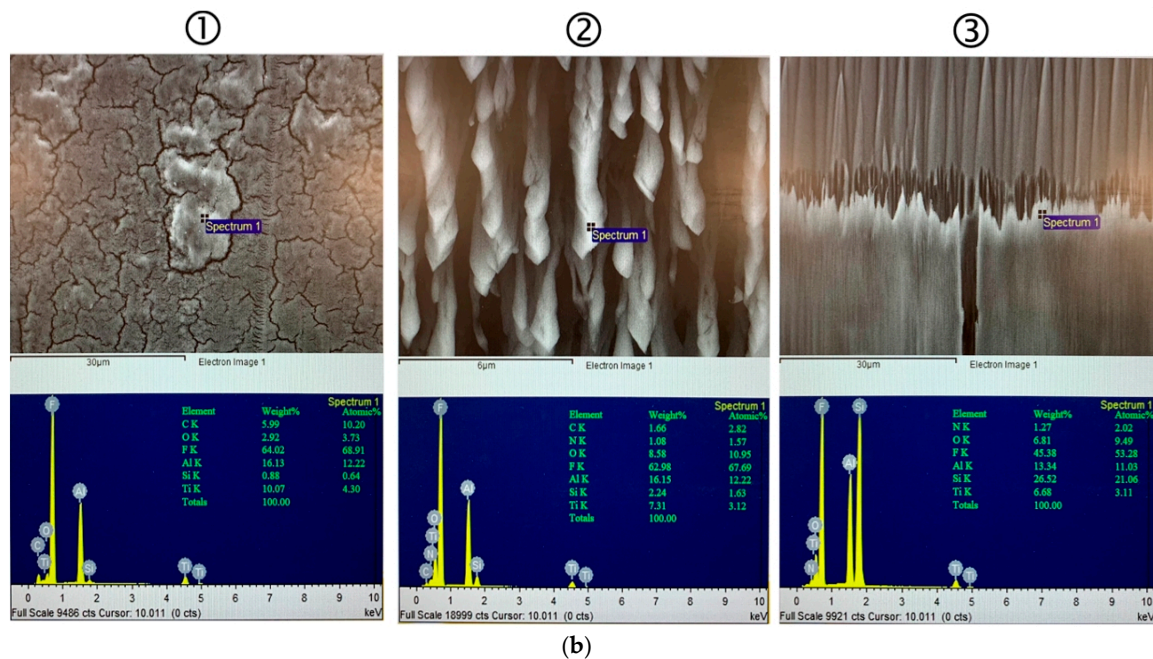 ① ② ③
Spectrum 1
30µm Electron Image 1
Spectrum 1
Element Weight% Atomic%
C K 5.99 10.20
O K 2.92 3.73
F K 64.02 68.91
Al K 16.13 12.22
Si K 0.88 0.64
Ti K 10.07 4.30
Totals 100.00
F
O
Al
C
Ti
Si
Ti
Ti
0 1 2 3 4 5 6 7 8 9 10
Full Scale 9486 cts Cursor: 10.011 (0 cts) keV
Spectrum 1
6µm Electron Image 1
Spectrum 1
Element Weight% Atomic%
C K 1.66 2.82
N K 1.08 1.57
O K 8.58 10.95
F K 62.98 67.69
Al K 16.15 12.22
Si K 2.24 1.63
Ti K 7.31 3.12
Totals 100.00
F
Al
O
Ti
N
C
Si
Ti
Ti
0 1 2 3 4 5 6 7 8 9 10
Full Scale 18999 cts Cursor: 10.011 (0 cts) keV
Spectrum 1
30µm Electron Image 1
Spectrum 1
Element Weight% Atomic%
N K 1.27 2.02
O K 6.81 9.49
F K 45.38 53.28
Al K 13.34 11.03
Si K 26.52 21.06
Ti K 6.68 3.11
Totals 100.00
F
Si
Al
O
Ti
N
Ti
Ti
0 1 2 3 4 5 6 7 8 9 10
Full Scale 9921 cts Cursor: 10.011 (0 cts) keV
(b)